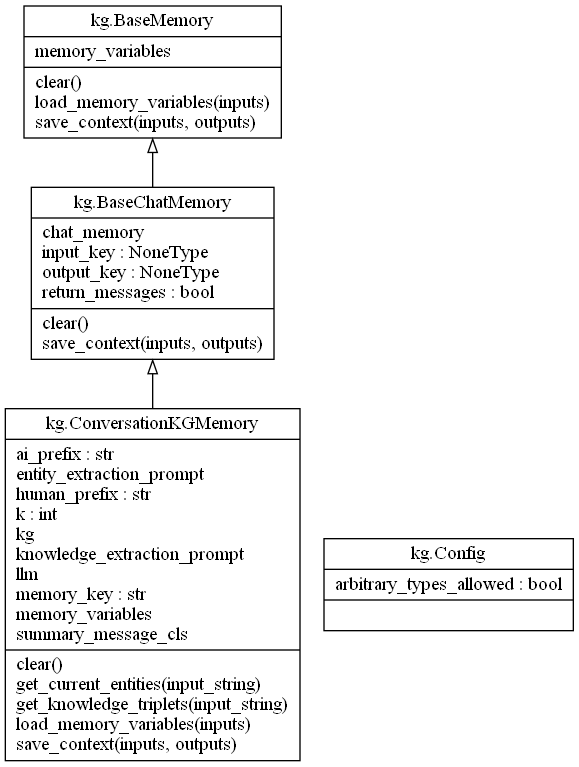 kg.BaseMemory
memory_variables
clear()
load_memory_variables(inputs)
save_context(inputs, outputs)
kg.BaseChatMemory
chat_memory
input_key : NoneType
output_key : NoneType
return_messages : bool
clear()
save_context(inputs, outputs)
kg.ConversationKGMemory
ai_prefix : str
entity_extraction_prompt
human_prefix : str
k : int
kg
knowledge_extraction_prompt
llm
memory_key : str
memory_variables
summary_message_cls
clear()
get_current_entities(input_string)
get_knowledge_triplets(input_string)
load_memory_variables(inputs)
save_context(inputs, outputs)
kg.Config
arbitrary_types_allowed : bool